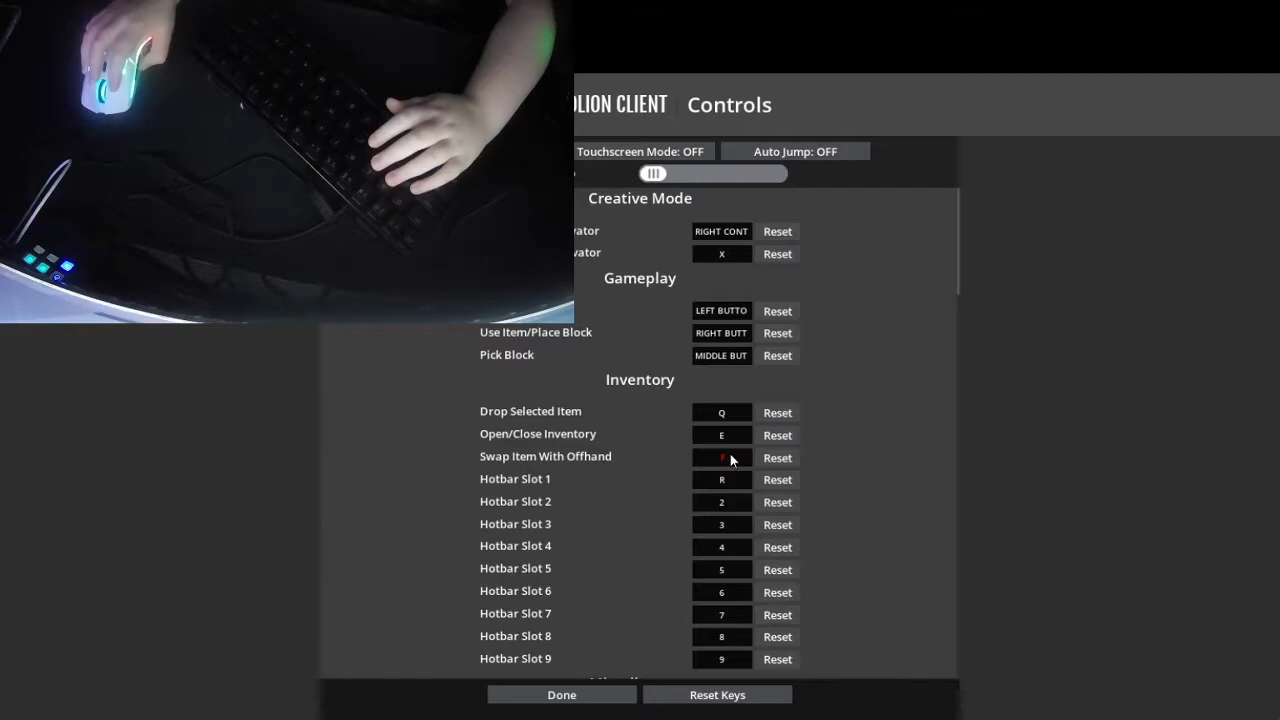 LION CLIENT Controls
Touchscreen Mode: OFF Auto Jump: OFF
Creative Mode
RIGHT CONT Reset
X Reset
Gameplay
LEFT BUTTO Reset
Use Item/Place Block RIGHT BUTT Reset
Pick Block MIDDLE BUT Reset
Inventory
Drop Selected Item Q Reset
Open/Close Inventory E Reset
Swap Item With Offhand F Reset
Hotbar Slot 1 R Reset
Hotbar Slot 2 2 Reset
Hotbar Slot 3 3 Reset
Hotbar Slot 4 4 Reset
Hotbar Slot 5 5 Reset
Hotbar Slot 6 6 Reset
Hotbar Slot 7 7 Reset
Hotbar Slot 8 8 Reset
Hotbar Slot 9 9 Reset
Done Reset Keys